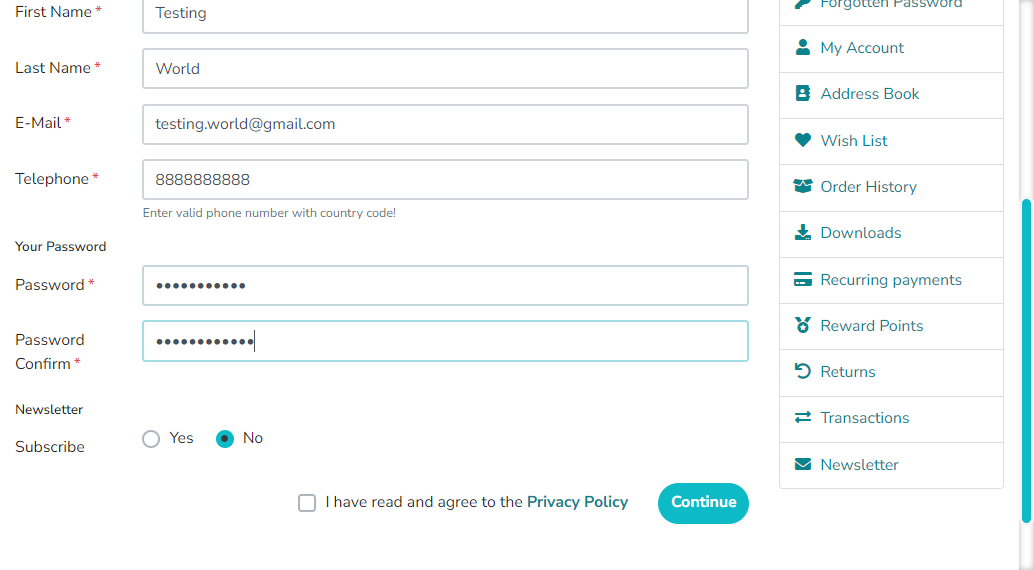 First Name *
Testing
Last Name *
World
E-Mail *
testing.world@gmail.com
Telephone *
8888888888
Enter valid phone number with country code!
Your Password
Password *
•••••••••••
Password
Confirm *
••••••••••••
Newsletter
Subscribe
Yes
No
I have read and agree to the Privacy Policy
Continue
Forgotten Password
My Account
Address Book
Wish List
Order History
Downloads
Recurring payments
Reward Points
Returns
Transactions
Newsletter